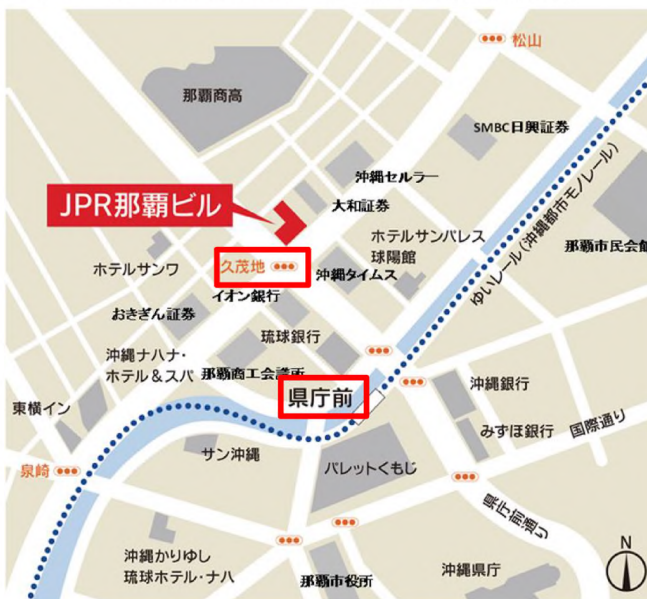 松山
那覇商高
SMBC日興証券
沖縄セルラー
大和証券
JPR那覇ビル
ホテルサンパレス
球陽館
那覇市民会館
ゆいレール(沖縄都市モノレール)
ホテルサンワ
久茂地
沖縄タイムス
イオン銀行
おきぎん証券
琉球銀行
沖縄ナハナ・
ホテル&スパ
那覇商工会議所
県庁前
沖縄銀行
東横イン
みずほ銀行
国際通り
サン沖縄
パレットくもじ
泉崎
県庁前通り
沖縄かりゆし
琉球ホテル・ナハ
那覇市役所
沖縄県庁
N